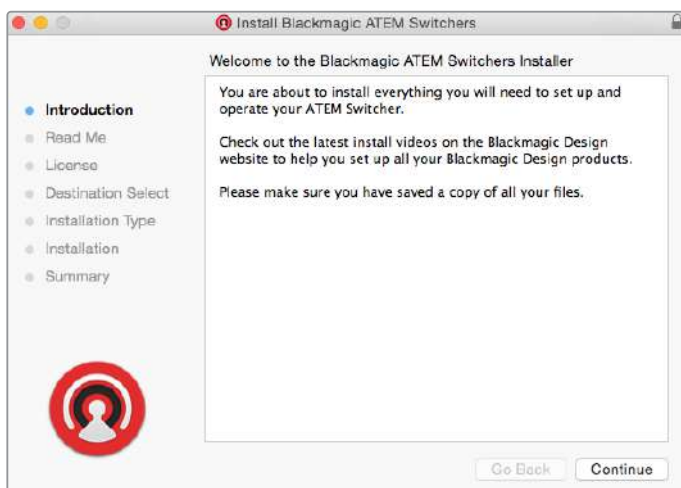 Install Blackmagic ATEM Switchers
Welcome to the Blackmagic ATEM Switchers Installer
Introduction
Read Me
License
Destination Select
Installation Type
Installation
Summary
You are about to install everything you will need to set up and
operate your ATEM Switcher.
Check out the latest install videos on the Blackmagic Design
website to help you set up all your Blackmagic Design products.
Please make sure you have saved a copy of all your files.
Go Back
Continue